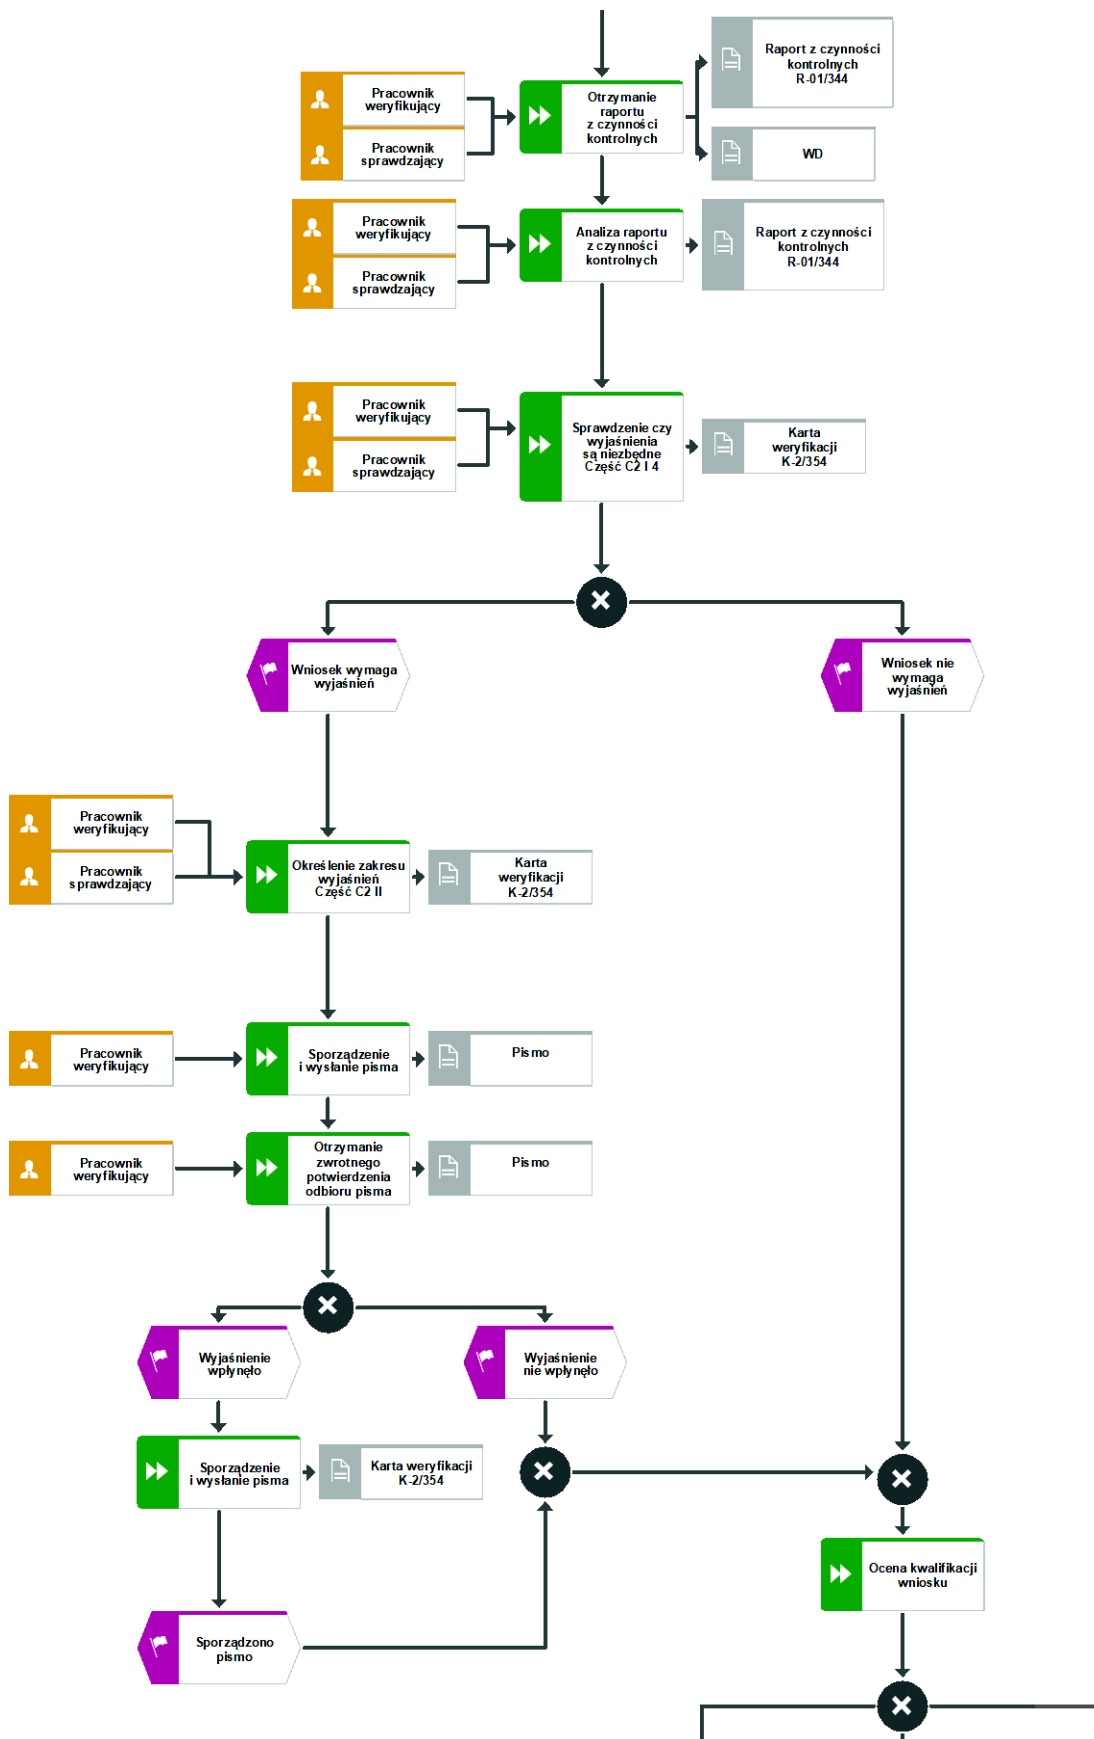 Raport z czynności
kontrolnych
R-01/344
Pracownik
weryfikujący
Otrzymanie
raportu
z czynności
kontrolnych
Pracownik
sprawdzający
WD
Pracownik
weryfikujący
Analiza raportu
z czynności
kontrolnych
Raport z czynności
kontrolnych
R-01/344
Pracownik
sprawdzający
Pracownik
weryfikujący
Sprawdzenie czy
wyjaśnienia
są niezbędne
Część C2 I 4
Karta
weryfikacji
K-2/354
Pracownik
sprawdzający
Wniosek wymaga
wyjaśnień
Wniosek nie
wymaga
wyjaśnień
Pracownik
weryfikujący
Pracownik
sprawdzający
Określenie zakresu
wyjaśnień
Część C2 II
Karta
weryfikacji
K-2/354
Pracownik
weryfikujący
Sporządzenie
i wysłanie pisma
Pismo
Pracownik
weryfikujący
Otrzymanie
zwrotnego
potwierdzenia
odbioru pisma
Pismo
Wyjaśnienie
wpłynęło
Wyjaśnienie
nie wpłynęło
Sporządzenie
i wysłanie pisma
Karta weryfikacji
K-2/354
Ocena kwalifikacji
wniosku
Sporządzono
pismo